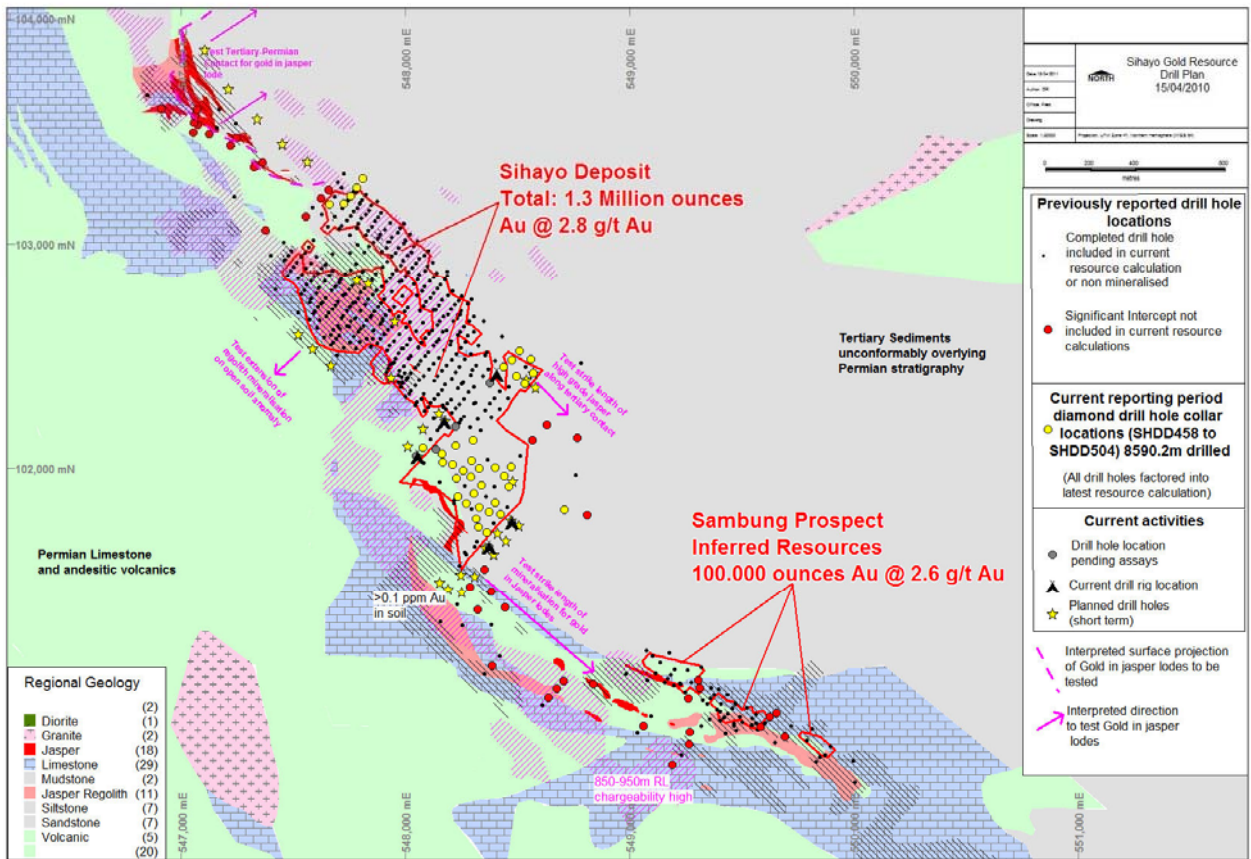 104,000 mN
103,000 mN
102,000 mN
548,000 mE
549,000 mE
550,000 mE
Test Tertiary-Permian
Contact for gold in jasper
lode
Sihayo Deposit
Total: 1.3 Million ounces
Au @ 2.8 g/t Au
Test extension of
regolith mineralisation
on open soil anomaly
Test strike length of
high grade jasper
along tertiary contact
Tertiary Sediments
unconformably overlying
Permian stratigraphy
Permian Limestone
and andesitic volcanics
>0.1 ppm Au
in soil
Test strike length of
mineralisation for gold
in Jasper lodes
Sambung Prospect
Inferred Resources
100.000 ounces Au @ 2.6 g/t Au
850-950m RL
chargeability high
547,000 mE
548,000 mE
549,000 mE
550,000 mE
551,000 mE
Regional Geology
(2)
Diorite (1)
Granite (2)
Jasper (18)
Limestone (29)
Mudstone (2)
Jasper Regolith (11)
Siltstone (7)
Sandstone (7)
Volcanic (5)
(20)
NORTH
Sihayo Gold Resource
Drill Plan
15/04/2010
0 200 400 800
metres
Previously reported drill hole
locations
Completed drill hole
included in current
resource calculation
or non mineralised
Significant Intercept not
included in current resource
calculations
Current reporting period
diamond drill hole collar
locations (SHDD458 to
SHDD504) 8590.2m drilled
(All drill holes factored into
latest resource calculation)
Current activities
Drill hole location
pending assays
Current drill rig location
Planned drill holes
(short term)
Interpreted surface projection
of Gold in jasper lodes to be
tested
Interpreted direction
to test Gold in jasper
lodes